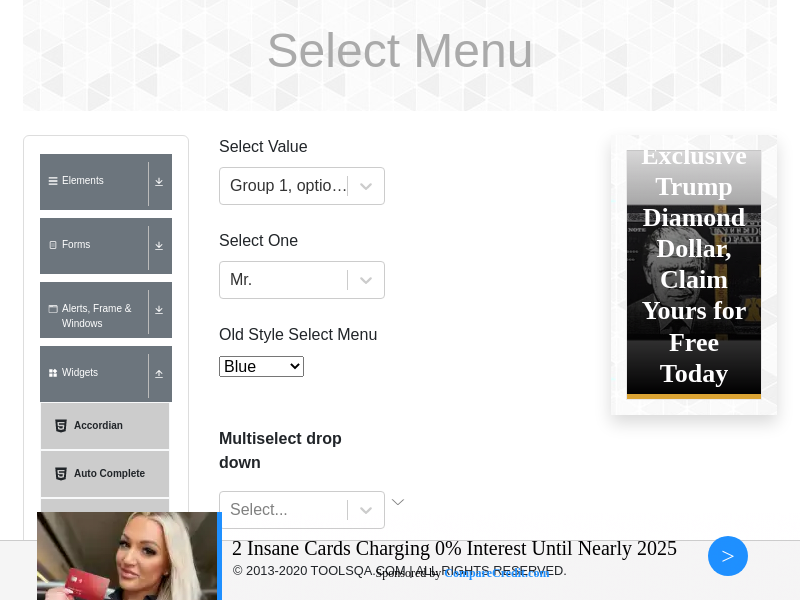 Select Menu
Elements
Forms
Alerts, Frame &
Windows
Widgets
Accordian
Auto Complete
Select Value
Group 1, optio...
Select One
Mr.
Old Style Select Menu
Blue
Multiselect drop
down
Select...
Exclusive
Trump
Diamond
Dollar,
Claim
Yours for
Free
Today
2 Insane Cards Charging 0% Interest Until Nearly 2025
© 2013-2020 TOOLSQA.COM | ALL RIGHTS RESERVED.
Sponsored by CompareCredit.com
>